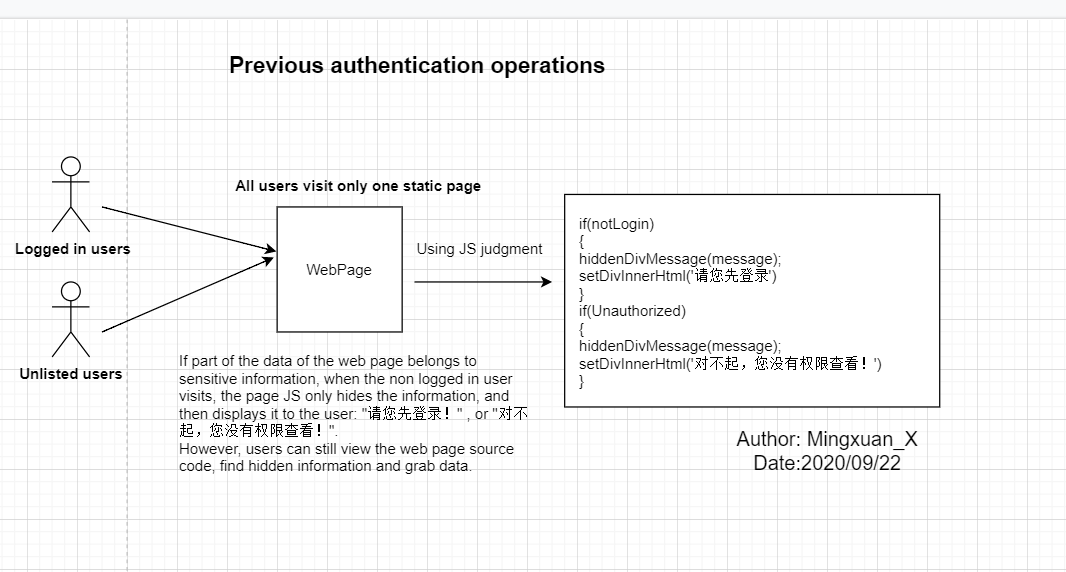 Previous authentication operations
All users visit only one static page
Logged in users
WebPage
Using JS judgment
Unlisted users
If part of the data of the web page belongs to
sensitive information, when the non logged in user
visits, the page JS only hides the information, and
then displays it to the user: "请您先登录！" , or "对不
起，您没有权限查看！".
However, users can still view the web page source
code, find hidden information and grab data.
if(notLogin)
{
hiddenDivMessage(message);
setDivInnerHtml('请您先登录')
}
if(Unauthorized)
{
hiddenDivMessage(message);
setDivInnerHtml('对不起，您没有权限查看！')
}
Author: Mingxuan_X
Date:2020/09/22